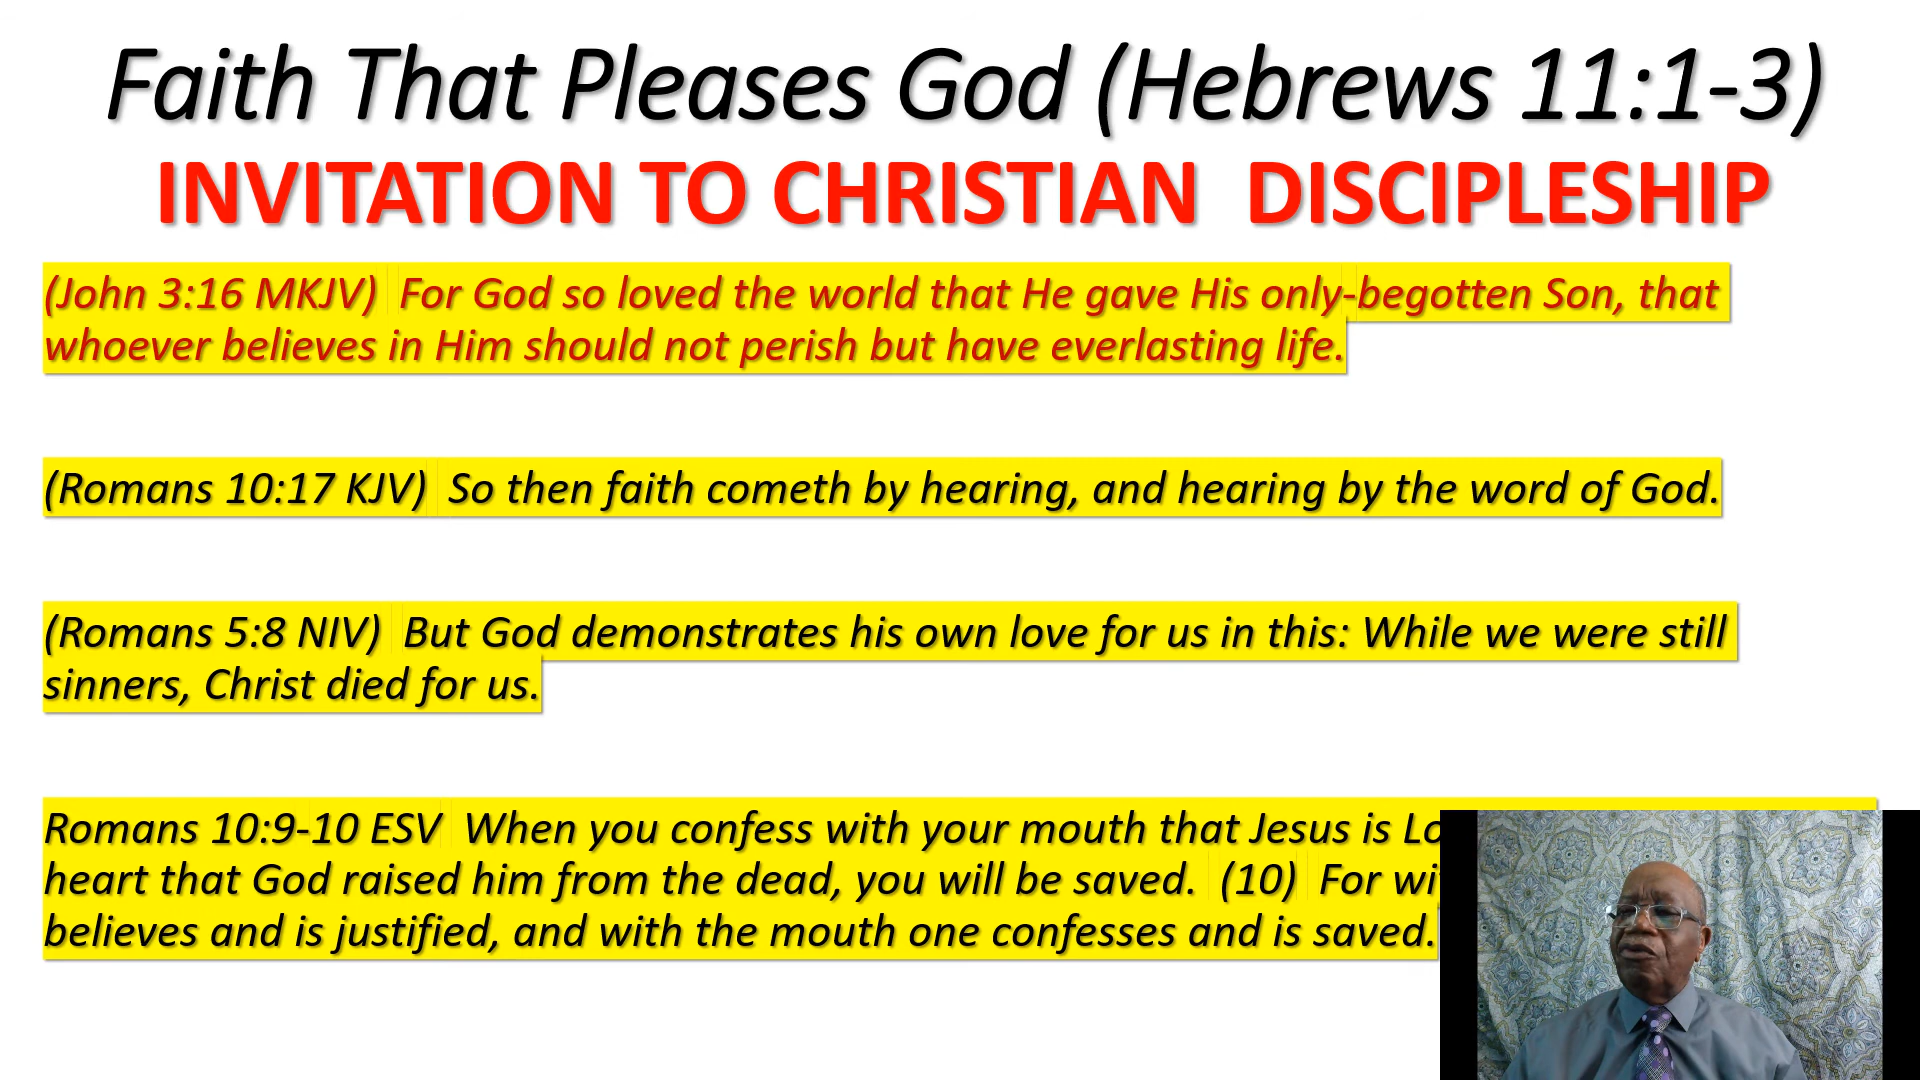 Faith That Pleases God (Hebrews 11:1-3)
INVITATION TO CHRISTIAN DISCIPLESHIP
(John 3:16 MKJV) For God so loved the world that He gave His only-begotten Son, that
whoever believes in Him should not perish but have everlasting life.
(Romans 10:17 KJV) So then faith cometh by hearing, and hearing by the word of God.
(Romans 5:8 NIV) But God demonstrates his own love for us in this: While we were still
sinners, Christ died for us.
Romans 10:9-10 ESV When you confess with your mouth that Jesus is
heart that God raised him from the dead, you will be saved. (10) For
believes and is justified, and with the mouth one confesses and is saved.